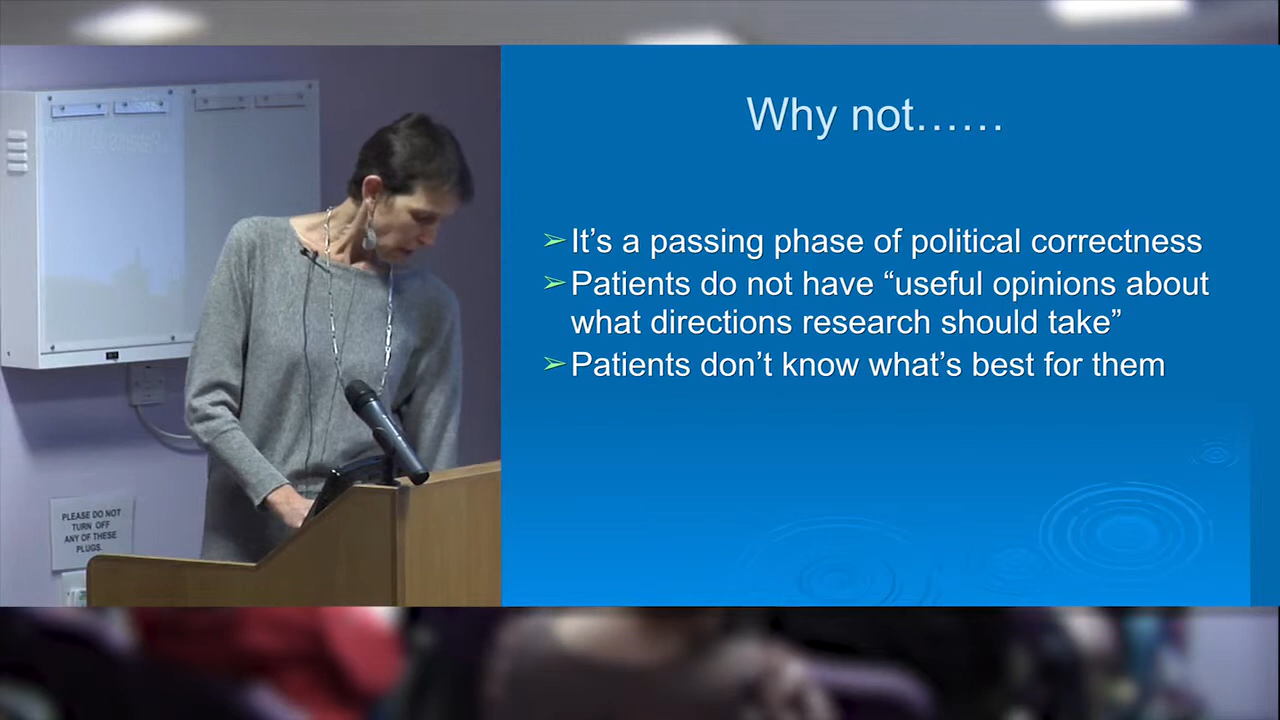 Why not......
➢It's a passing phase of political correctness
➢Patients do not have “useful opinions about
what directions research should take”
➢Patients don't know what's best for them
PLEASE DO NOT
TURN OFF
ANY OF THESE
PLUGS.